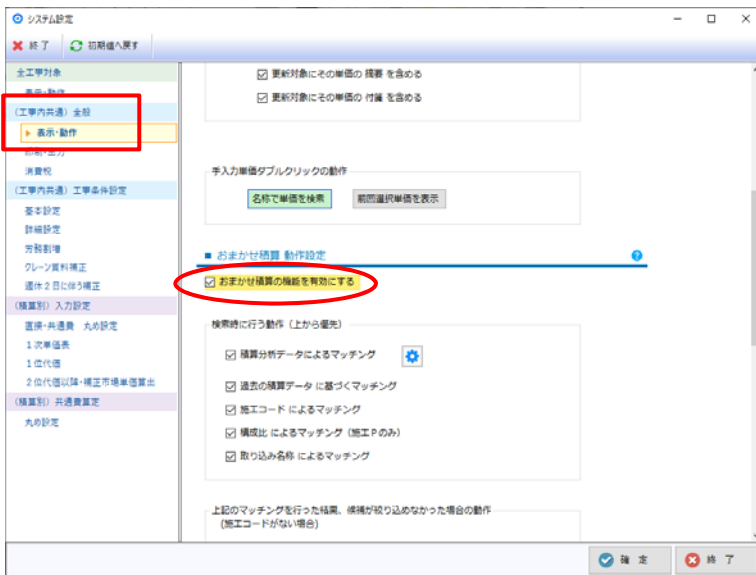 システム設定
終了 初期値へ戻す
全工事対象
表示・動作
(工事内共通) 全般
表示・動作
印刷・出力
消費税
(工事内共通) 工事条件設定
基本設定
詳細設定
労務割増
クレーン賃料補正
週休2日に伴う補正
(積算別) 入力設定
直接・共通費 丸め設定
1次単価表
1位代価
2位代価以降・補正市場単価算出
(積算別) 共通費算定
丸め設定
更新対象にその単価の 摘要 を含める
更新対象にその単価の 付箋 を含める
手入力単価ダブルクリックの動作
名称で単価を検索 前回選択単価を表示
■ おまかせ積算 動作設定
おまかせ積算の機能を有効にする
検索時に行う動作 (上から優先)
積算分析データによるマッチング
過去の積算データ に基づくマッチング
施工コード によるマッチング
構成比 によるマッチング (施工Pのみ)
取り込み名称 によるマッチング
上記のマッチングを行った結果、候補が絞り込めなかった場合の動作
(施工コードがない場合)
確定 終了